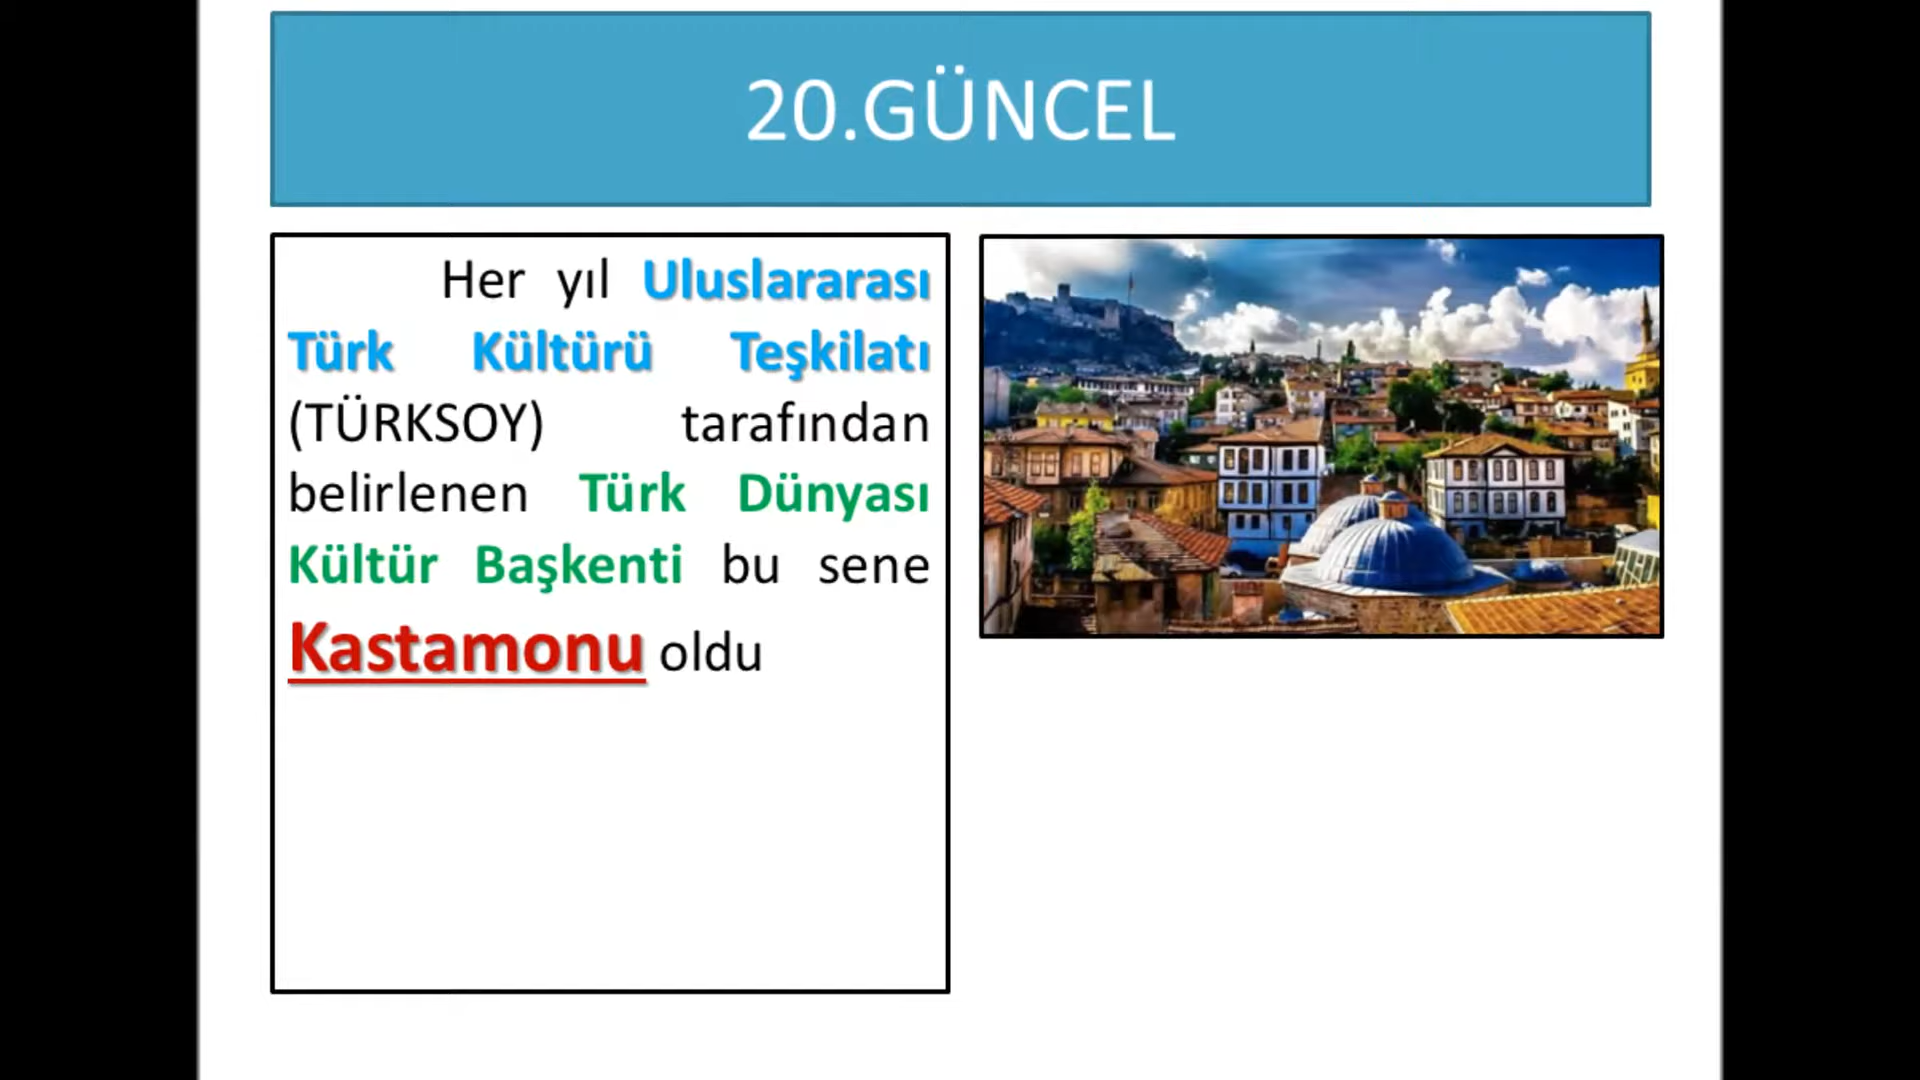 20.GÜNCEL
Her yıl Uluslararası
Türk Kültürü Teşkilatı
(TÜRKSOY) tarafından
belirlenen Türk Dünyası
Kültür Başkenti bu sene
Kastamonu oldu